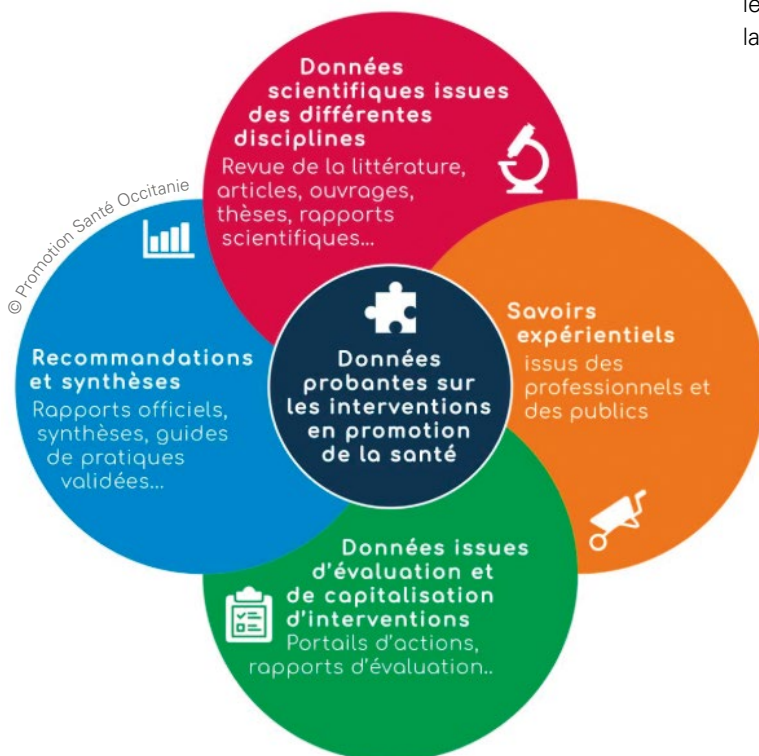 le
la
Données
scientifiques issues
des différentes
disciplines
Revue de la littérature,
articles, ouvrages,
thèses, rapports
scientifiques...
© Promotion Santé Occitanie
Recommandations
et synthèses
Rapports officiels,
synthèses, guides
de pratiques
validées...
Données
probantes sur
les interventions
en promotion
de la santé
Savoirs
expérientiels
issus des
professionnels et
des publics
Données issues
d'évaluation et
de capitalisation
d'interventions
Portails d'actions,
rapports d'évaluation..